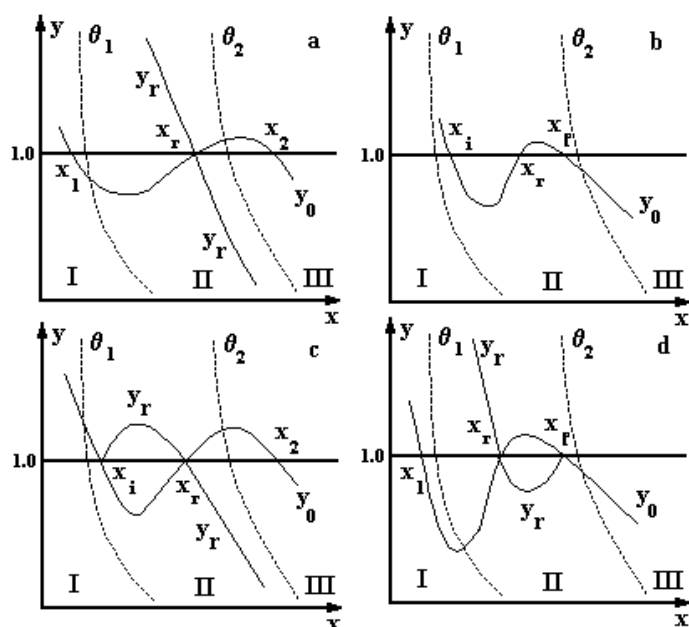 y θ1 θ2 a
yr
xr x2
1.0
x1
yr y0
I II III
x
y θ1 θ2 b
xi xf
1.0
xr
y0
I II III
x
y θ1 θ2 c
yr
x2
1.0
xi xr
yr y0
I II III
x
y θ1 yr θ2 d
xr xf
1.0
x1
yr y0
I II III
x